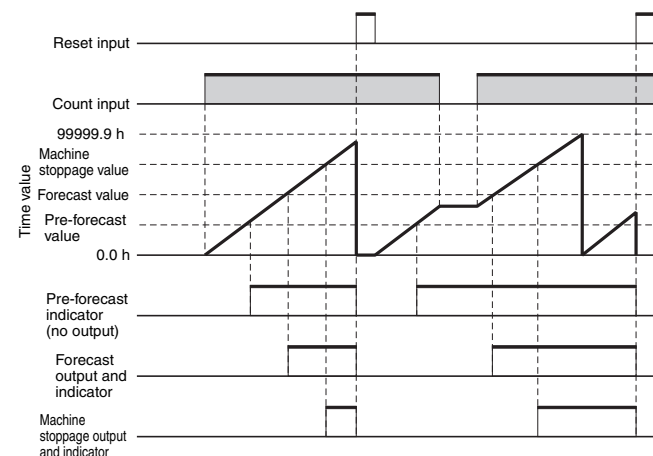 Reset input
Count input
99999.9 h
Machine
stoppage value
Forecast value
Pre-forecast
value
0.0 h
Time value
Pre-forecast
indicator
(no output)
Forecast
output and
indicator
Machine
stoppage output
and indicator